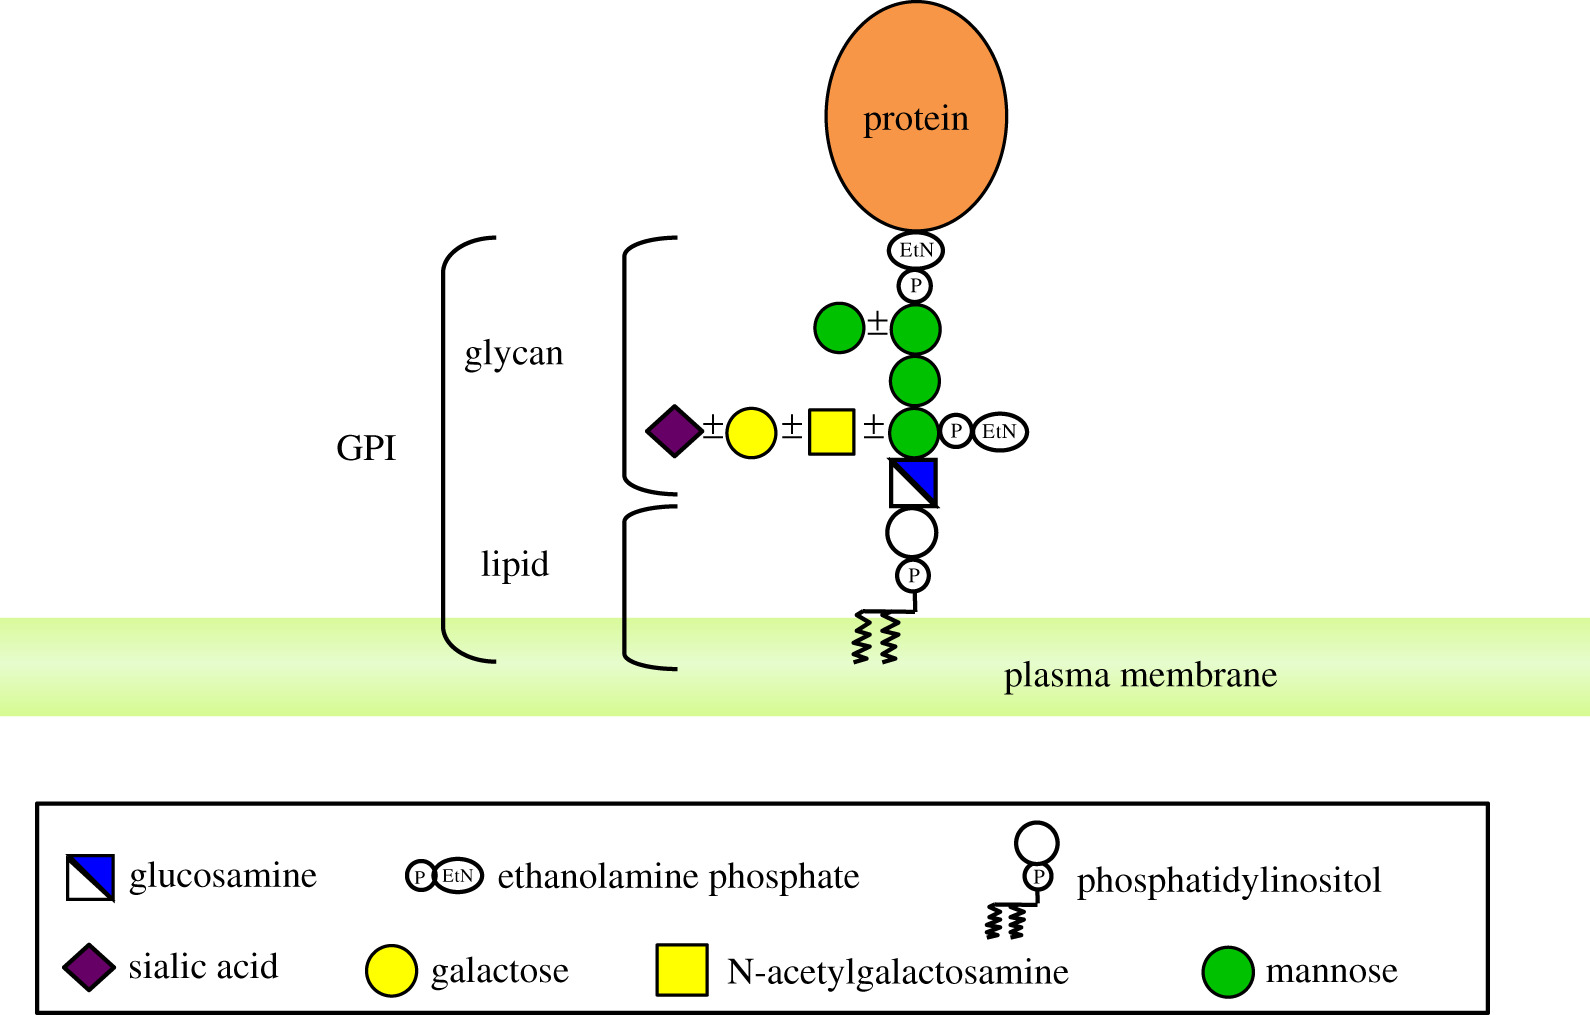 protein
EtN
P
±
glycan
± ± ± P EtN
GPI
lipid
P
plasma membrane
glucosamine
P EtN ethanolamine phosphate
P phosphatidylinositol
sialic acid
galactose
N-acetylgalactosamine
mannose